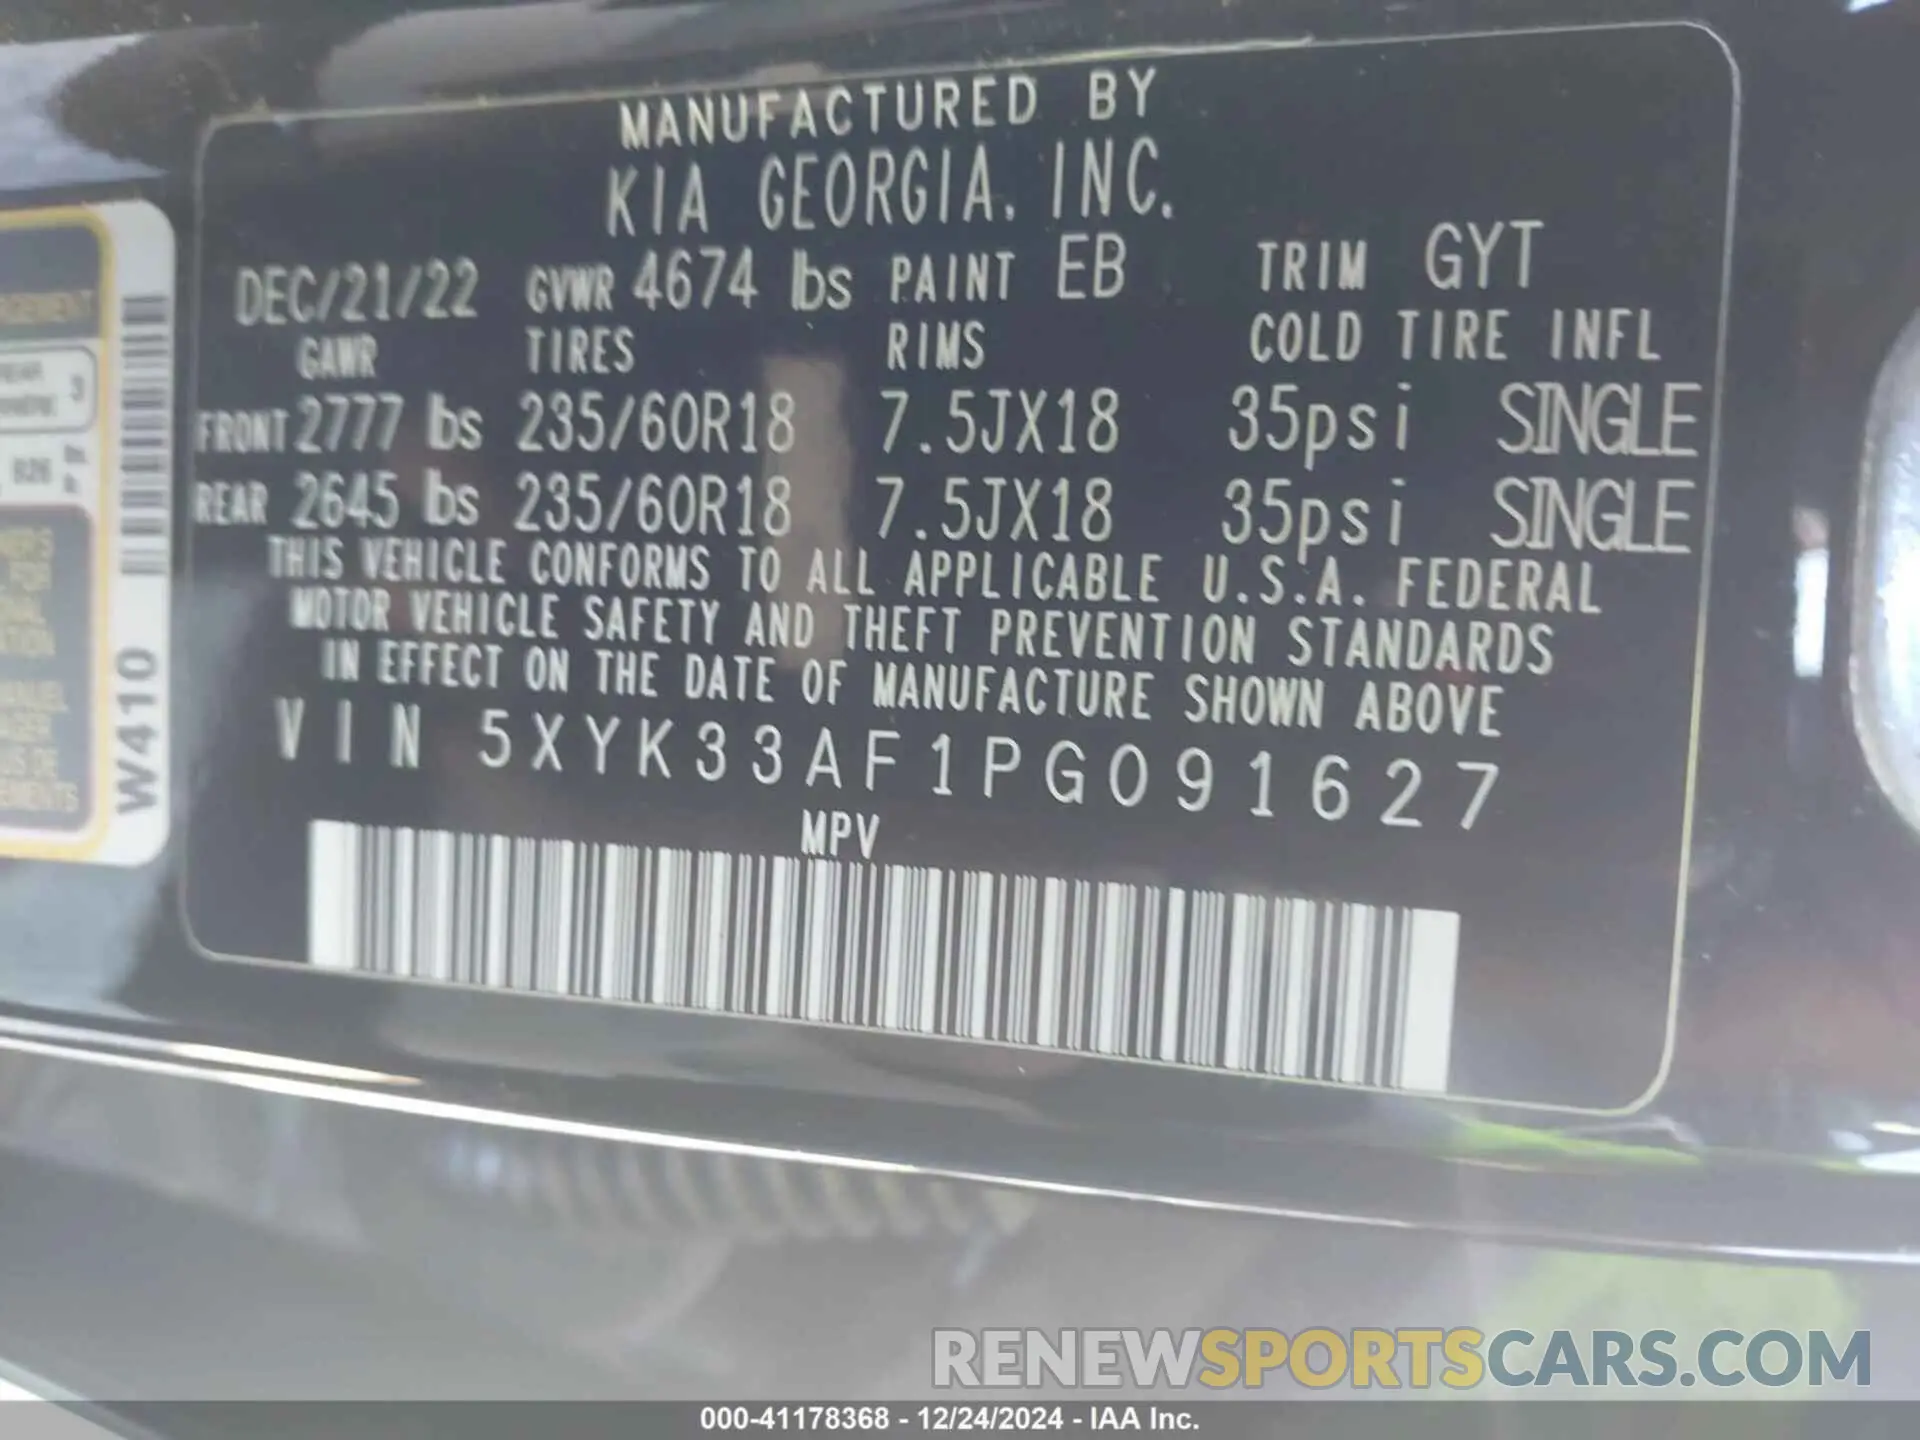 MANUFACTURED BY
KIA GEORGIA, INC.
DEC/21/22 GVWR 4674 lbs PAINT EB TRIM GYT
GAWR TIRES RIMS COLD TIRE INFL
FRONT 2777 lbs 235/60R18 7.5JX18 35psi SINGLE
REAR 2645 lbs 235/60R18 7.5JX18 35psi SINGLE
THIS VEHICLE CONFORMS TO ALL APPLICABLE U.S.A. FEDERAL
MOTOR VEHICLE SAFETY AND THEFT PREVENTION STANDARDS
IN EFFECT ON THE DATE OF MANUFACTURE SHOWN ABOVE
VIN 5XYK33AF1PG091627
MPV
W410
REAR 3
RENEWSPORTSCARS.COM
000-41178368 - 12/24/2024 - IAA Inc.